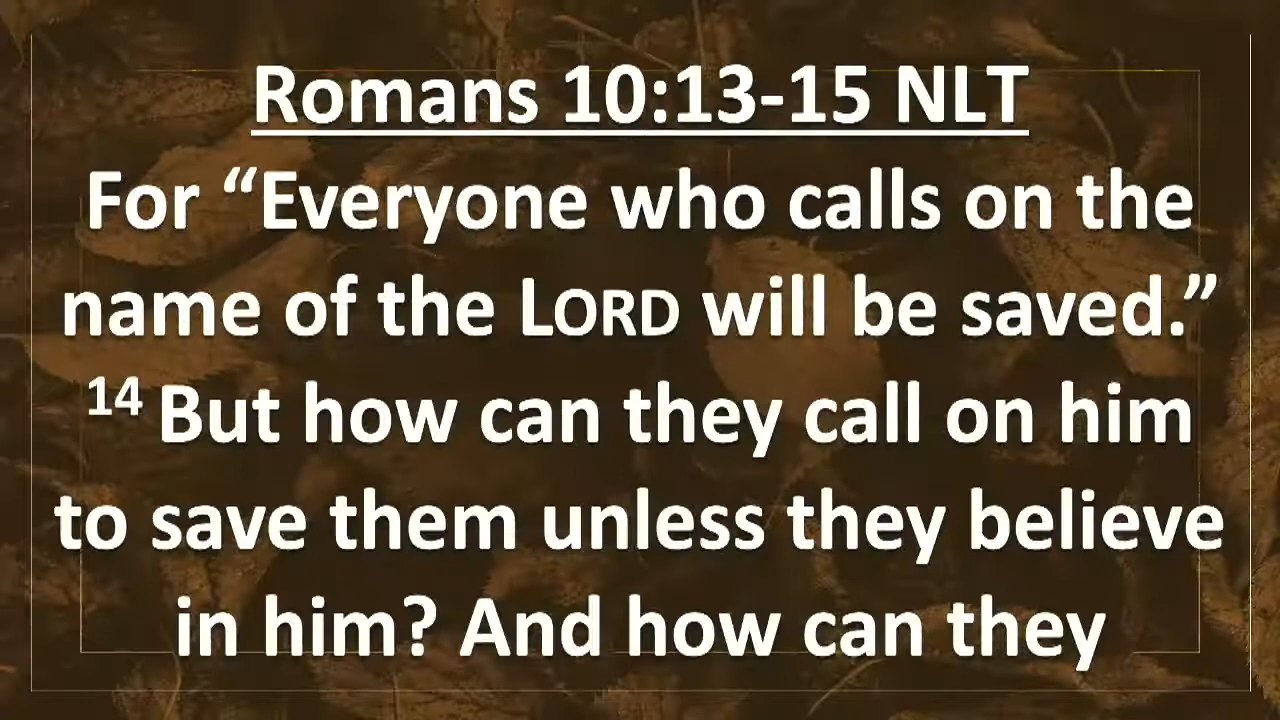 Romans 10:13-15 NLT
For “Everyone who calls on the
name of the LORD will be saved.”
14 But how can they call on him
to save them unless they believe
in him? And how can they